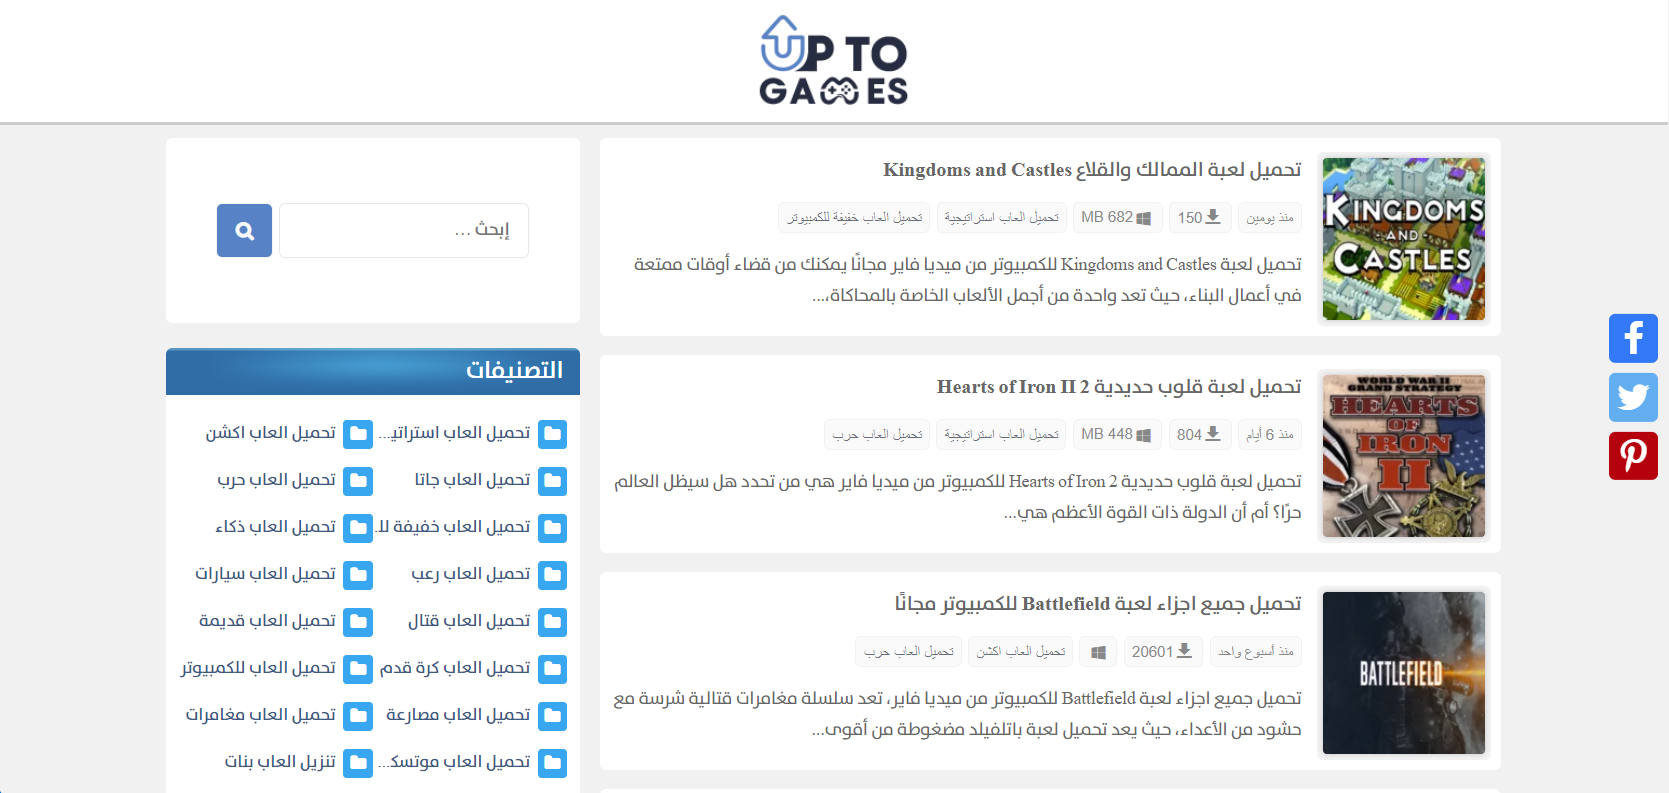 UP TO
GAMES
تحميل لعبة الممالك والقلاع Kingdoms and Castles
منذ يومين
150
682 MB
تحميل العاب استراتيجية
تحميل العاب خفيفة للكمبيوتر
تحميل لعبة Kingdoms and Castles للكمبيوتر من ميديا فاير مجانًا يمكنك من قضاء أوقات ممتعة
في أعمال البناء، حيث تعد واحدة من أجمل الألعاب الخاصة بالمحاكاة،...
KINGDOMS
- AND -
CASTLES
تحميل لعبة قلوب حديدية 2 Hearts of Iron II
منذ 6 أيام
804
448 MB
تحميل العاب استراتيجية
تحميل العاب حرب
تحميل لعبة قلوب حديدية 2 Hearts of Iron للكمبيوتر من ميديا فاير هي من تحدد هل سيظل العالم
حرًا؟ أم أن الدولة ذات القوة الأعظم هي...
WORLD WAR II
GRAND STRATEGY
HEARTS
OF
IRON
II
تحميل جميع اجزاء لعبة Battlefield للكمبيوتر مجانًا
منذ أسبوع واحد
20601
تحميل العاب اكشن
تحميل العاب حرب
تحميل جميع اجزاء لعبة Battlefield للكمبيوتر من ميديا فاير، تعد سلسلة مغامرات قتالية شرسة مع
حشود من الأعداء، حيث يعد تحميل لعبة باتلفيلد مضغوطة من أقوى...
BATTLEFIELD
إبحث ...
التصنيفات
تحميل العاب استراتيـ...
تحميل العاب اكشن
تحميل العاب جاتا
تحميل العاب حرب
تحميل العاب خفيفة للـ...
تحميل العاب ذكاء
تحميل العاب رعب
تحميل العاب سيارات
تحميل العاب قتال
تحميل العاب قديمة
تحميل العاب كرة قدم
تحميل العاب للكمبيوتر
تحميل العاب مصارعة
تحميل العاب مغامرات
تحميل العاب موتسكـ...
تنزيل العاب بنات